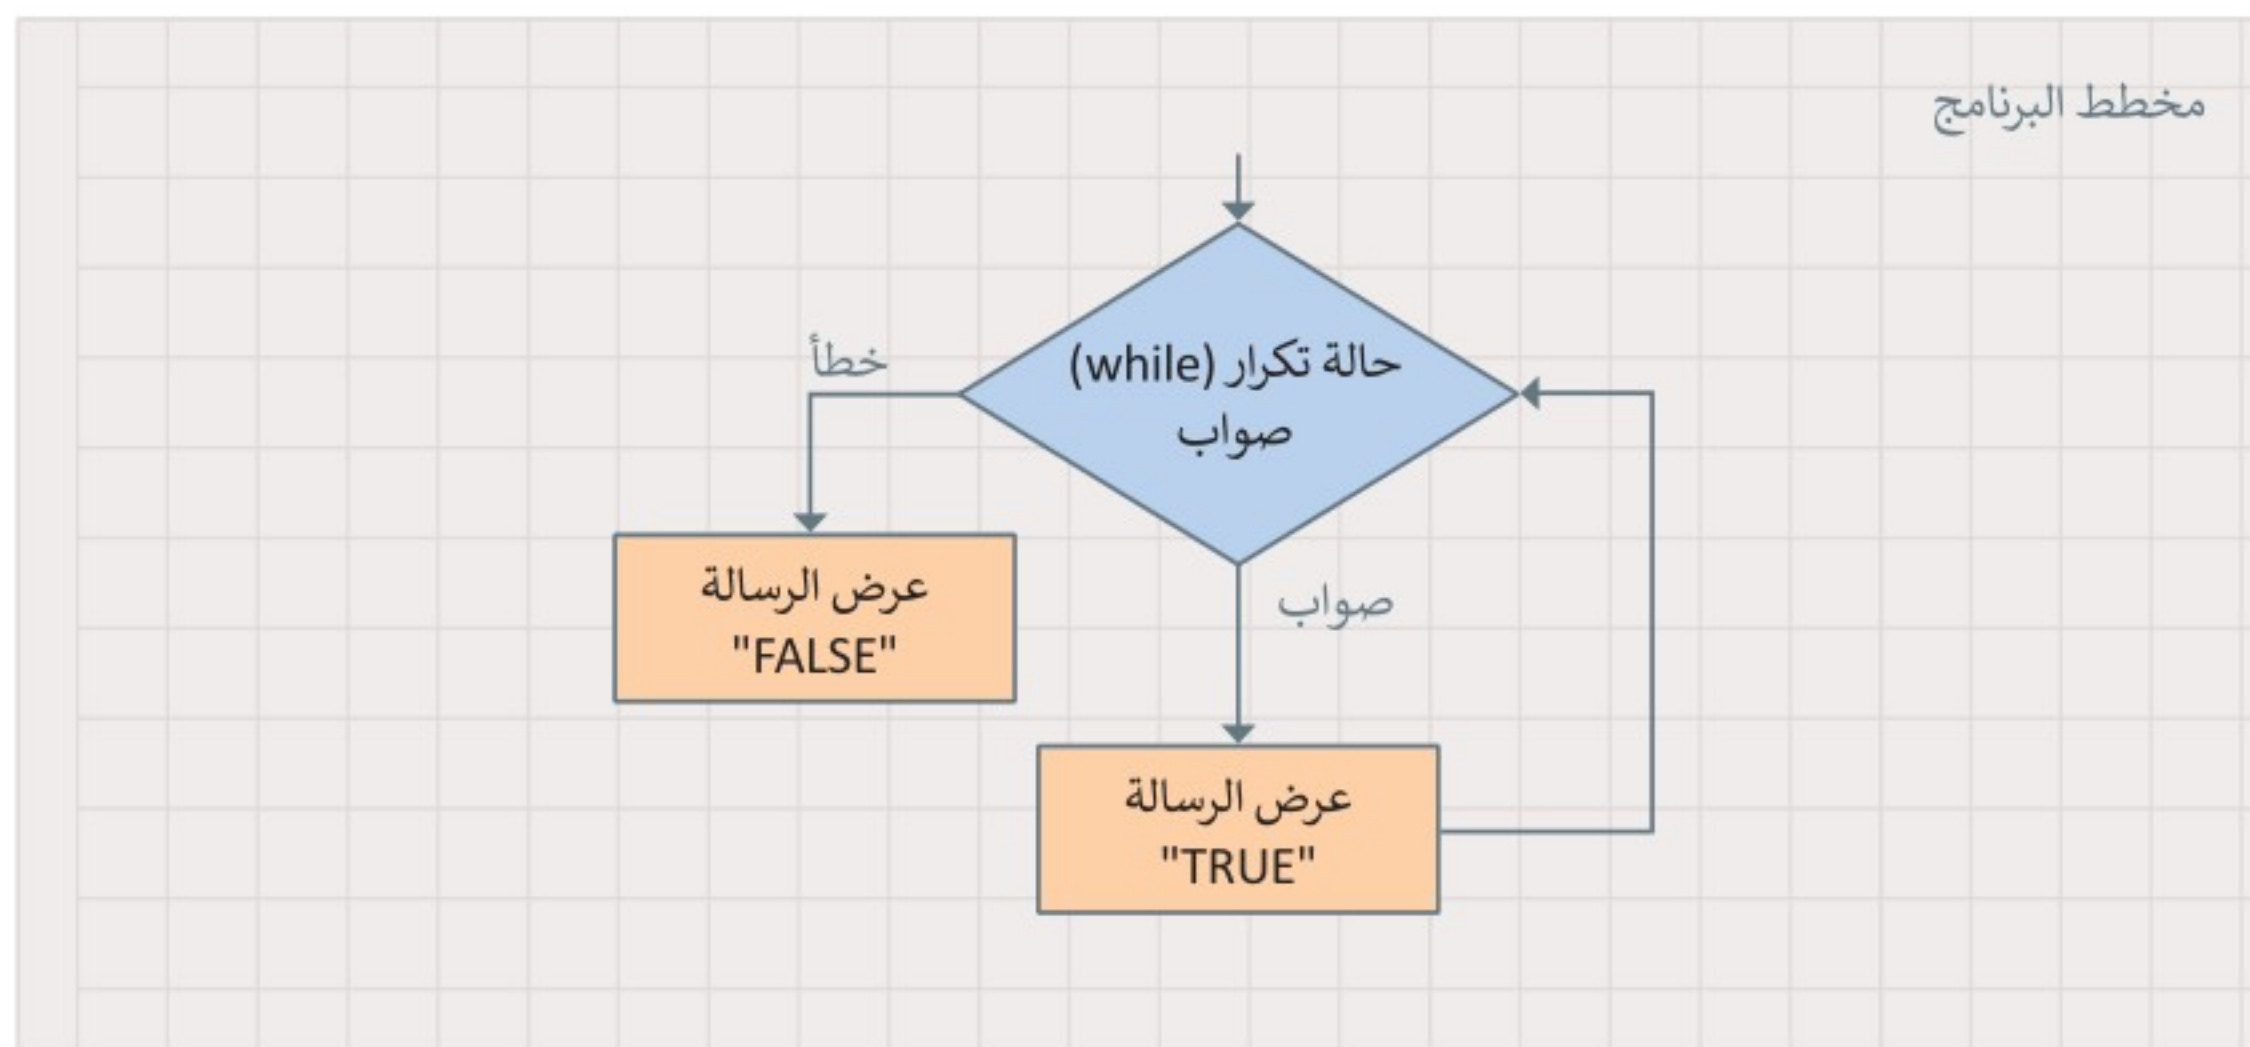 مخطط البرنامج
حالة تكرار (while)
صواب
خطأ
عرض الرسالة
"FALSE"
صواب
عرض الرسالة
"TRUE"